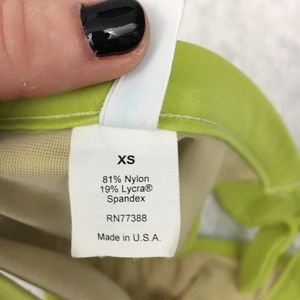 XS
81% Nylon
19% Lycra®
Spandex
RN77388
Made in U.S.A.